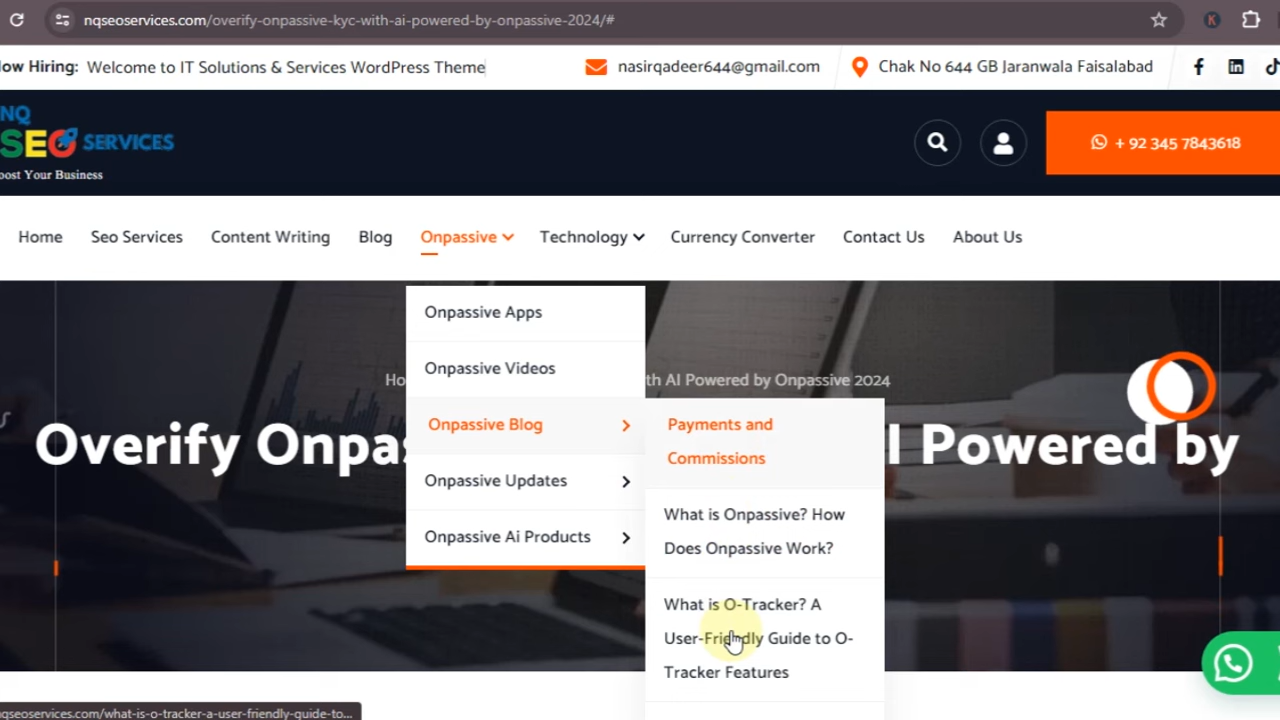 nqseoservices.com/overify-onpassive-kyc-with-ai-powered-by-onpassive-2024/#
K
Now Hiring: Welcome to IT Solutions & Services WordPress Theme
nasirqadeer644@gmail.com
Chak No 644 GB Jaranwala Faisalabad
NQ
SEO SERVICES
Boost Your Business
+ 92 345 7843618
Home
Seo Services
Content Writing
Blog
Onpassive
Technology
Currency Converter
Contact Us
About Us
Onpassive Apps
Onpassive Videos
Onpassive Blog
Onpassive Updates
Onpassive Ai Products
Payments and
Commissions
What is Onpassive? How
Does Onpassive Work?
What is O-Tracker? A
User-Friendly Guide to O-
Tracker Features
Ho
th AI Powered by Onpassive 2024
Overify Onpas
I Powered by
nqseoservices.com/what-is-o-tracker-a-user-friendly-guide-to...